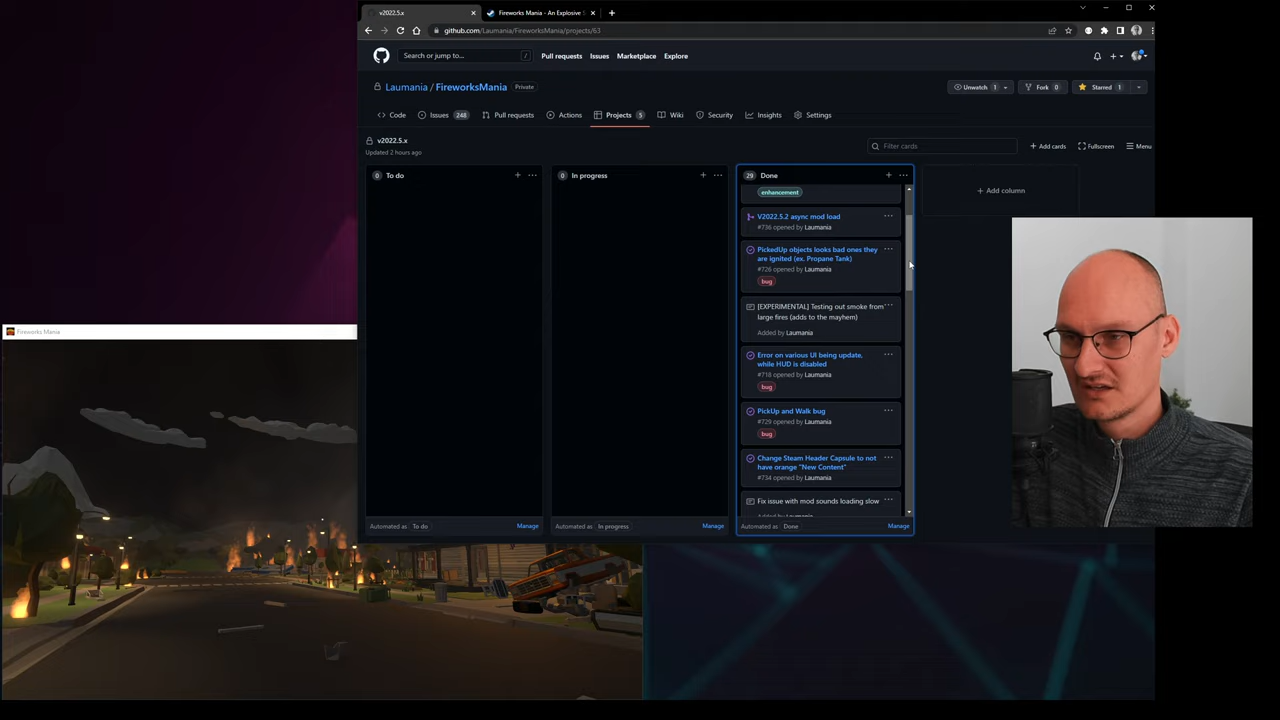 v2022.5.x
Fireworks Mania - An Explosive S
github.com/Laumania/FireworksMania/projects/63
Search or jump to...
/
Pull requests
Issues
Marketplace
Explore
Laumania / FireworksMania
Private
Unwatch 1
Fork 0
Starred 1
Code
Issues 248
Pull requests
Actions
Projects 5
Wiki
Security
Insights
Settings
v2022.5.x
Updated 2 hours ago
Filter cards
Add cards
Fullscreen
Menu
0 To do
0 In progress
29 Done
Add column
enhancement
V2022.5.2 async mod load
#736 opened by Laumania
PickedUp objects looks bad ones they
are ignited (ex. Propane Tank)
#726 opened by Laumania
bug
[EXPERIMENTAL] Testing out smoke from
large fires (adds to the mayhem)
Added by Laumania
Error on various UI being update,
while HUD is disabled
#718 opened by Laumania
bug
PickUp and Walk bug
#729 opened by Laumania
bug
Change Steam Header Capsule to not
have orange "New Content"
#734 opened by Laumania
Fix issue with mod sounds loading slow
Added by Laumania
Automated as To do
Manage
Automated as In progress
Manage
Automated as Done
Manage
Fireworks Mania